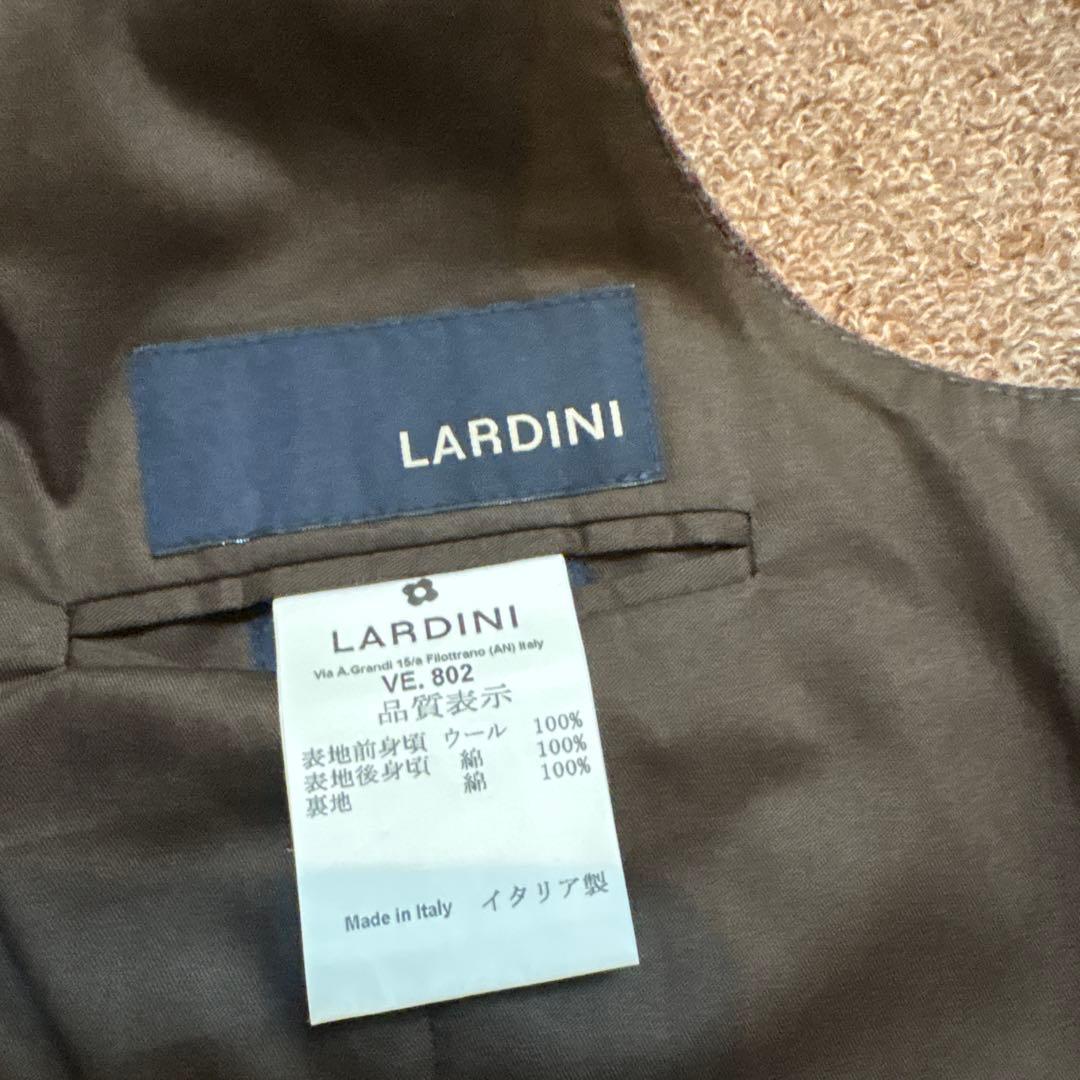 LARDINI
LARDINI
Via A.Grandi 15/a Filottrano (AN) Italy
VE. 802
品質表示
表地前身頃 ウール 100%
表地後身頃 綿 100%
裏地 綿 100%
Made in Italy イタリア製